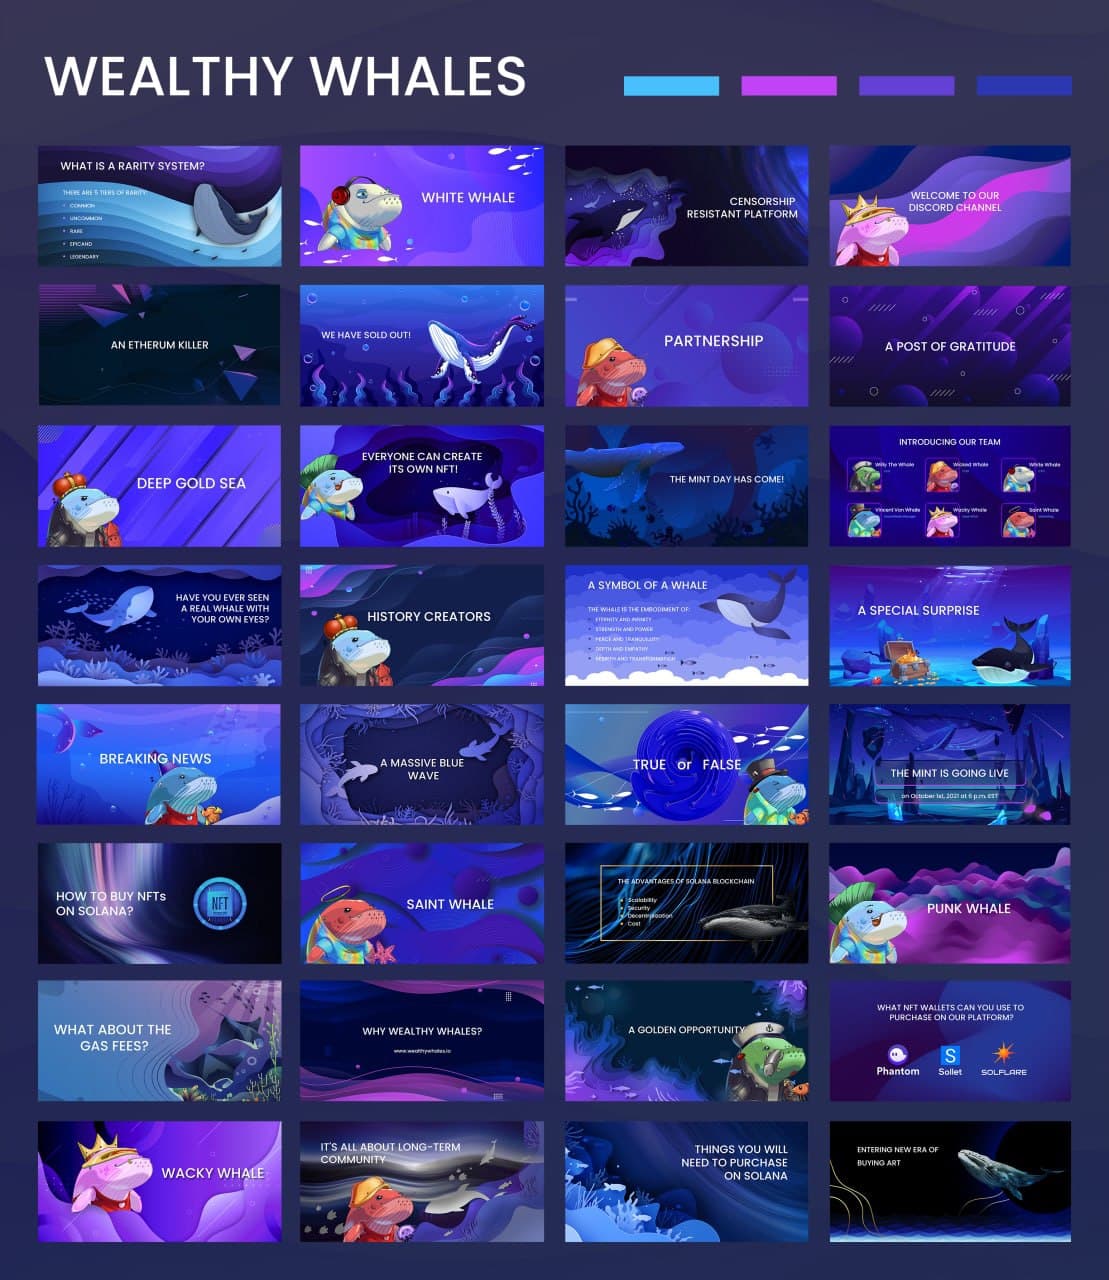 WEALTHY WHALES
WHAT IS A RARITY SYSTEM?
THERE ARE 5 TIERS OF RARITY:
COMMON
UNCOMMON
RARE
EPICAND
LEGENDARY
WHITE WHALE
CENSORSHIP
RESISTANT PLATFORM
WELCOME TO OUR
DISCORD CHANNEL
AN ETHERUM KILLER
WE HAVE SOLD OUT!
PARTNERSHIP
A POST OF GRATITUDE
DEEP GOLD SEA
EVERYONE CAN CREATE
ITS OWN NFT!
THE MINT DAY HAS COME!
INTRODUCING OUR TEAM
Willy The Whale
Wicked Whale
White Whale
Vincent Van Whale
Wacky Whale
Saint Whale
HAVE YOU EVER SEEN
A REAL WHALE WITH
YOUR OWN EYES?
HISTORY CREATORS
A SYMBOL OF A WHALE
THE WHALE IS THE EMBODIMENT OF:
ETERNITY AND INFINITY
STRENGTH AND POWER
PEACE AND TRANQUILITY
DEPTH AND EMPATHY
REBIRTH AND TRANSFORMATION
A SPECIAL SURPRISE
BREAKING NEWS
A MASSIVE BLUE
WAVE
TRUE or FALSE
THE MINT IS GOING LIVE
on October 1st, 2021 at 6 p.m. EST
HOW TO BUY NFTs
ON SOLANA?
NFT
SAINT WHALE
THE ADVANTAGES OF SOLANA BLOCKCHAIN
Scalability
Security
Decentralization
Cost
PUNK WHALE
WHAT ABOUT THE
GAS FEES?
WHY WEALTHY WHALES?
www.wealthywhales.io
A GOLDEN OPPORTUNITY
WHAT NFT WALLETS CAN YOU USE TO
PURCHASE ON OUR PLATFORM?
Phantom
S
Sollet
SOLFLARE
WACKY WHALE
IT'S ALL ABOUT LONG-TERM
COMMUNITY
THINGS YOU WILL
NEED TO PURCHASE
ON SOLANA
ENTERING NEW ERA OF
BUYING ART